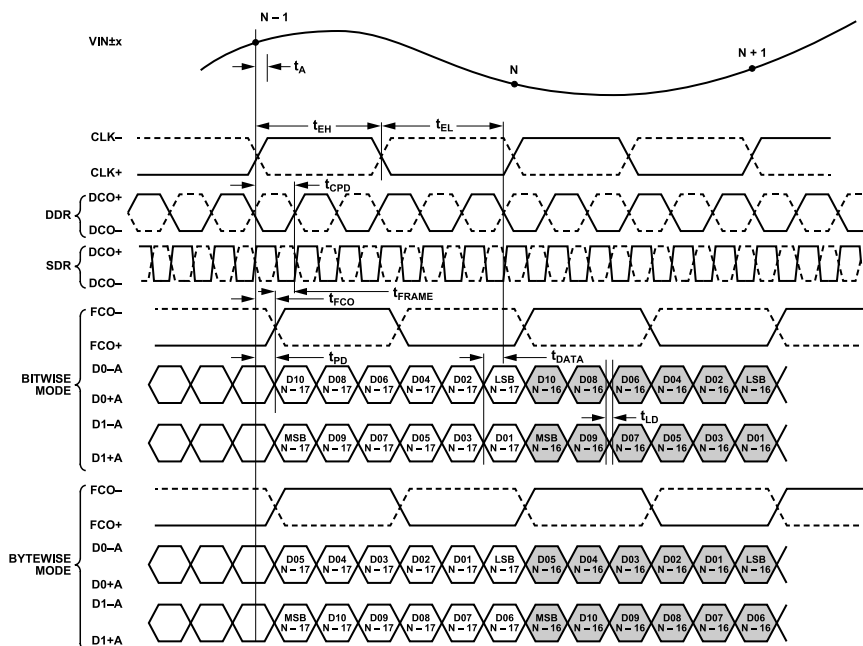 N – 1
VIN±x
N + 1
tA
N
tEH
tEL
CLK–
CLK+
tCPD
DDR
DCO+
DCO–
SDR
DCO+
DCO–
tFCO
tFRAME
FCO–
FCO+
BITWISE MODE
tPD
tDATA
D0–A
D0+A
D10 N – 17 D08 N – 17 D06 N – 17 D04 N – 17 D02 N – 17 LSB N – 17 D10 N – 16 D08 N – 16 D06 N – 16 D04 N – 16 D02 N – 16 LSB N – 16
tLD
D1–A
D1+A
MSB N – 17 D09 N – 17 D07 N – 17 D05 N – 17 D03 N – 17 D01 N – 17 MSB N – 16 D09 N – 16 D07 N – 16 D05 N – 16 D03 N – 16 D01 N – 16
FCO–
FCO+
BYTEWISE MODE
D0–A
D0+A
D05 N – 17 D04 N – 17 D03 N – 17 D02 N – 17 D01 N – 17 LSB N – 17 D05 N – 16 D04 N – 16 D03 N – 16 D02 N – 16 D01 N – 16 LSB N – 16
D1–A
D1+A
MSB N – 17 D10 N – 17 D09 N – 17 D08 N – 17 D07 N – 17 D06 N – 17 MSB N – 16 D10 N – 16 D09 N – 16 D08 N – 16 D07 N – 16 D06 N – 16